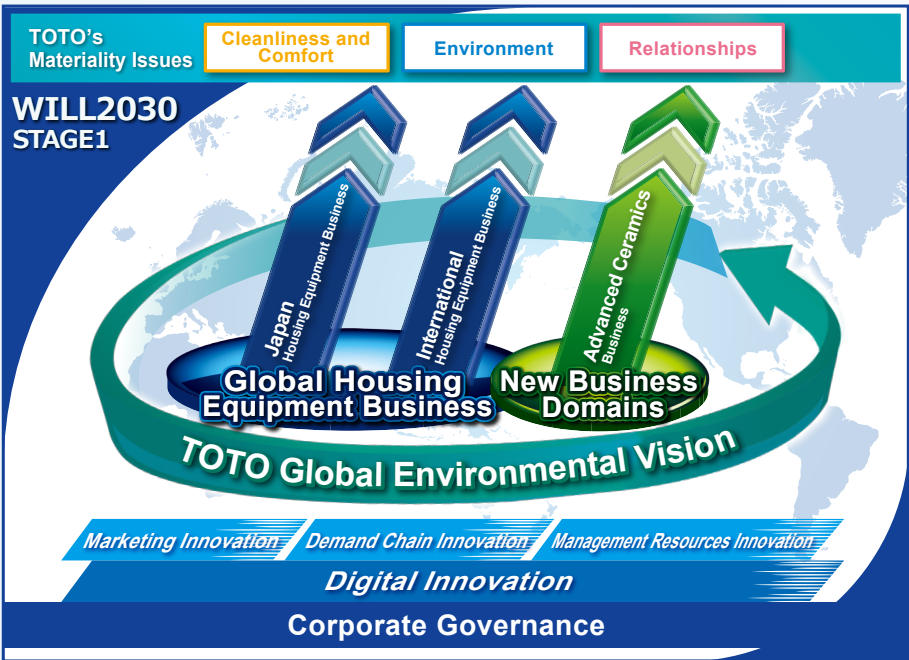 TOTO's
Materiality Issues
Cleanliness and
Comfort
Environment
Relationships
WILL2030
STAGE1
Japan
Housing Equipment Business
International
Housing Equipment Business
Advanced Ceramics
Business
Global Housing
Equipment Business
New Business
Domains
TOTO Global Environmental Vision
Marketing Innovation
Demand Chain Innovation
Management Resources Innovation
Digital Innovation
Corporate Governance